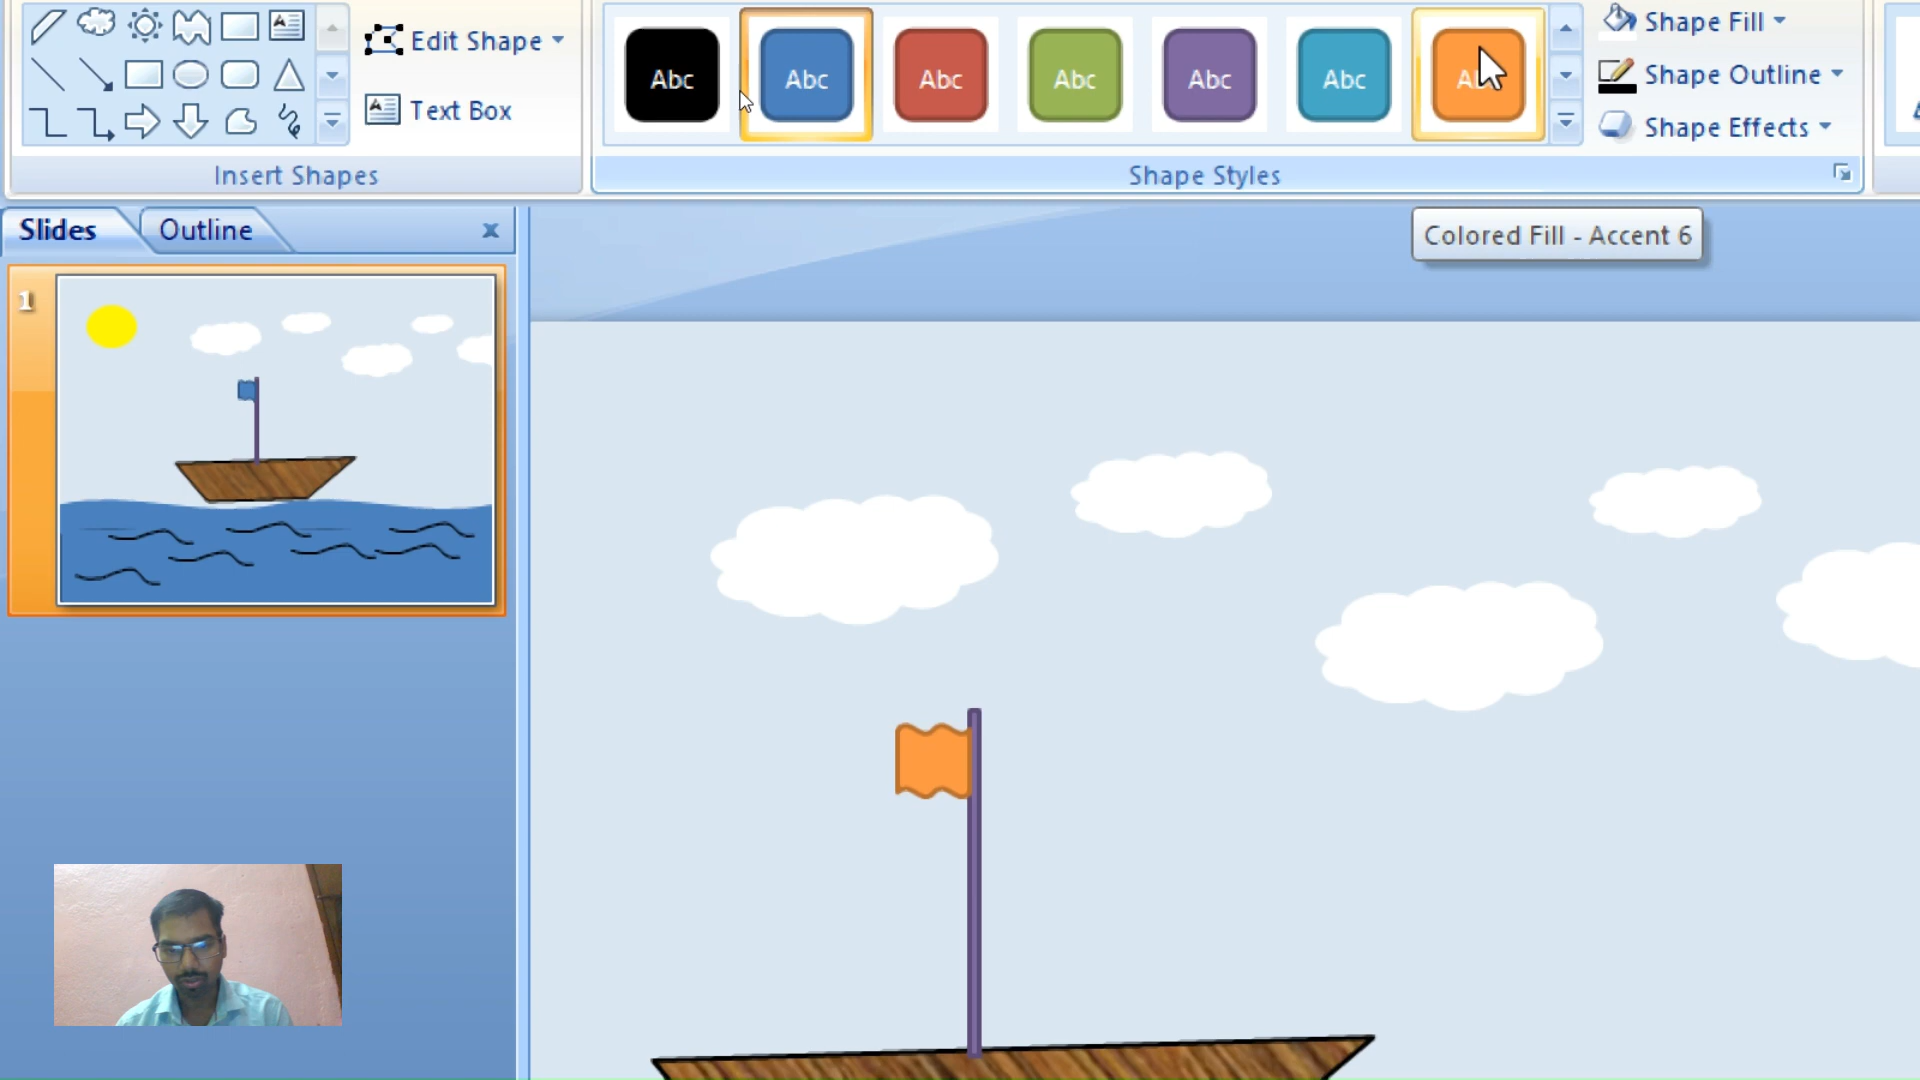 Edit Shape
Text Box
Insert Shapes
Abc
Abc
Abc
Abc
Abc
Abc
Shape Fill
Shape Outline
Shape Effects
Shape Styles
Slides
Outline
Colored Fill - Accent 6
1